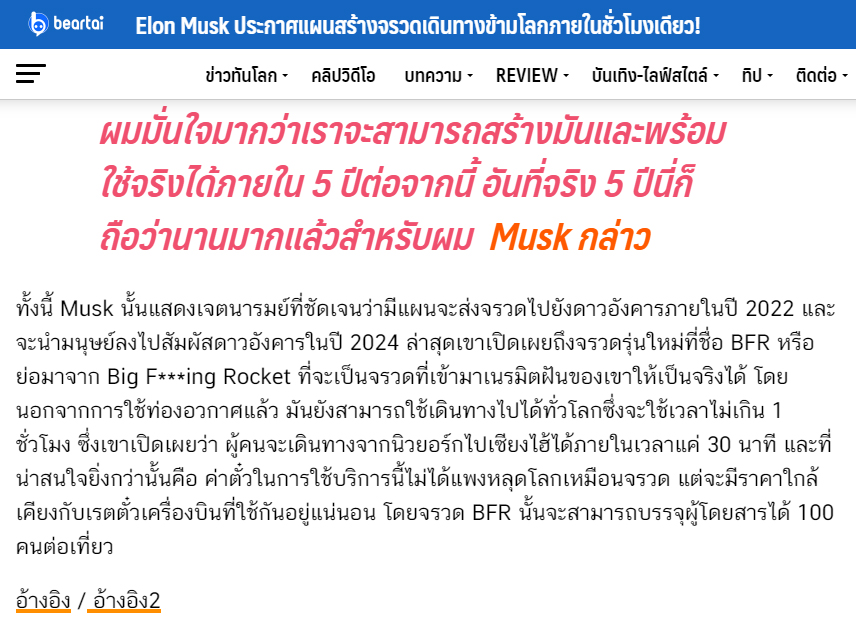 beartai Elon Musk ประกาศแผนสร้างจรวดเดินทางข้ามโลกภายในชั่วโมงเดียว!
ข่าวทันโลก คลิปวิดีโอ บทความ REVIEW บันเทิง-ไลฟ์สไตล์ ทิป ติดต่อ
ผมมั่นใจมากว่าเราจะสามารถสร้างมันและพร้อม
ใช้จริงได้ภายใน 5 ปีต่อจากนี้ อันที่จริง 5 ปีนี่ก็
ถือว่านานมากแล้วสำหรับผม Musk กล่าว
ทั้งนี้ Musk นั้นแสดงเจตนารมย์ที่ชัดเจนว่ามีแผนจะส่งจรวดไปยังดาวอังคารภายในปี 2022 และ
จะนำมนุษย์ลงไปสัมผัสดาวอังคารในปี 2024 ล่าสุดเขาเปิดเผยถึงจรวดรุ่นใหม่ที่ชื่อ BFR หรือ
ย่อมาจาก Big F***ing Rocket ที่จะเป็นจรวดที่เข้ามาเนรมิตฝันของเขาให้เป็นจริงได้ โดย
นอกจากการใช้ท่องอวกาศแล้ว มันยังสามารถใช้เดินทางไปได้ทั่วโลกซึ่งจะใช้เวลาไม่เกิน 1
ชั่วโมง ซึ่งเขาเปิดเผยว่า ผู้คนจะเดินทางจากนิวยอร์กไปเซียงไฮ้ได้ภายในเวลาแค่ 30 นาที และที่
น่าสนใจยิ่งกว่านั้นคือ ค่าตั๋วในการใช้บริการนี้ไม่ได้แพงหลุดโลกเหมือนจรวด แต่จะมีราคาใกล้
เคียงกับเรตตั๋วเครื่องบินที่ใช้กันอยู่แน่นอน โดยจรวด BFR นั้นจะสามารถบรรจุผู้โดยสารได้ 100
คนต่อเที่ยว
อ้างอิง / อ้างอิง2